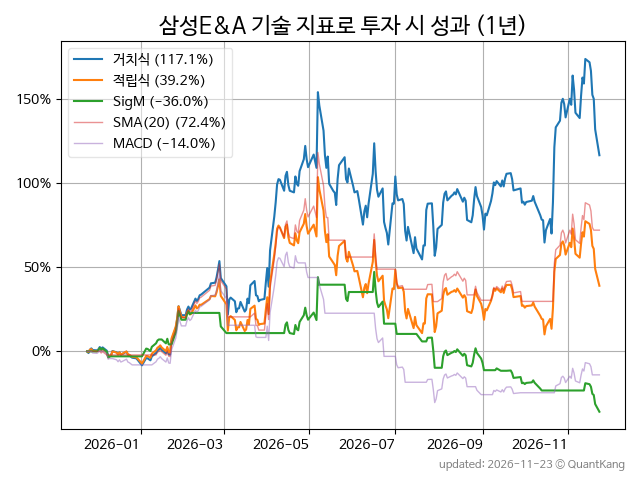 삼성E&A 기술 지표로 투자 시 성과 (1년)
거치식 (117.1%)
적립식 (39.2%)
SigM (−36.0%)
SMA(20) (72.4%)
MACD (−14.0%)
150%
100%
50%
0%
2026-01 2026-03 2026-05 2026-07 2026-09 2026-11
updated: 2026-11-23 © QuantKang